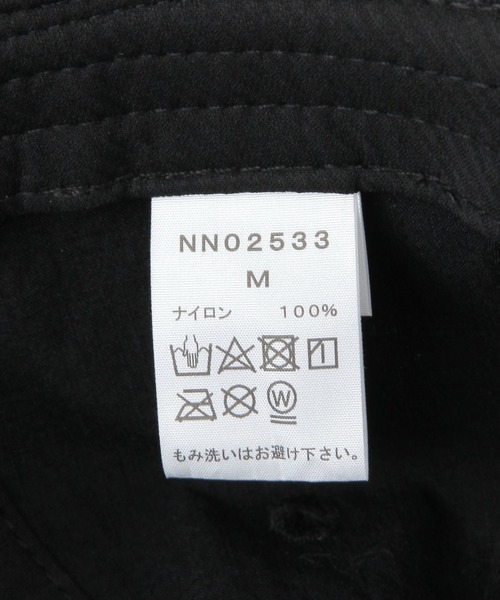 NN02533
M
ナイロン 100%
W
もみ洗いはお避け下さい。